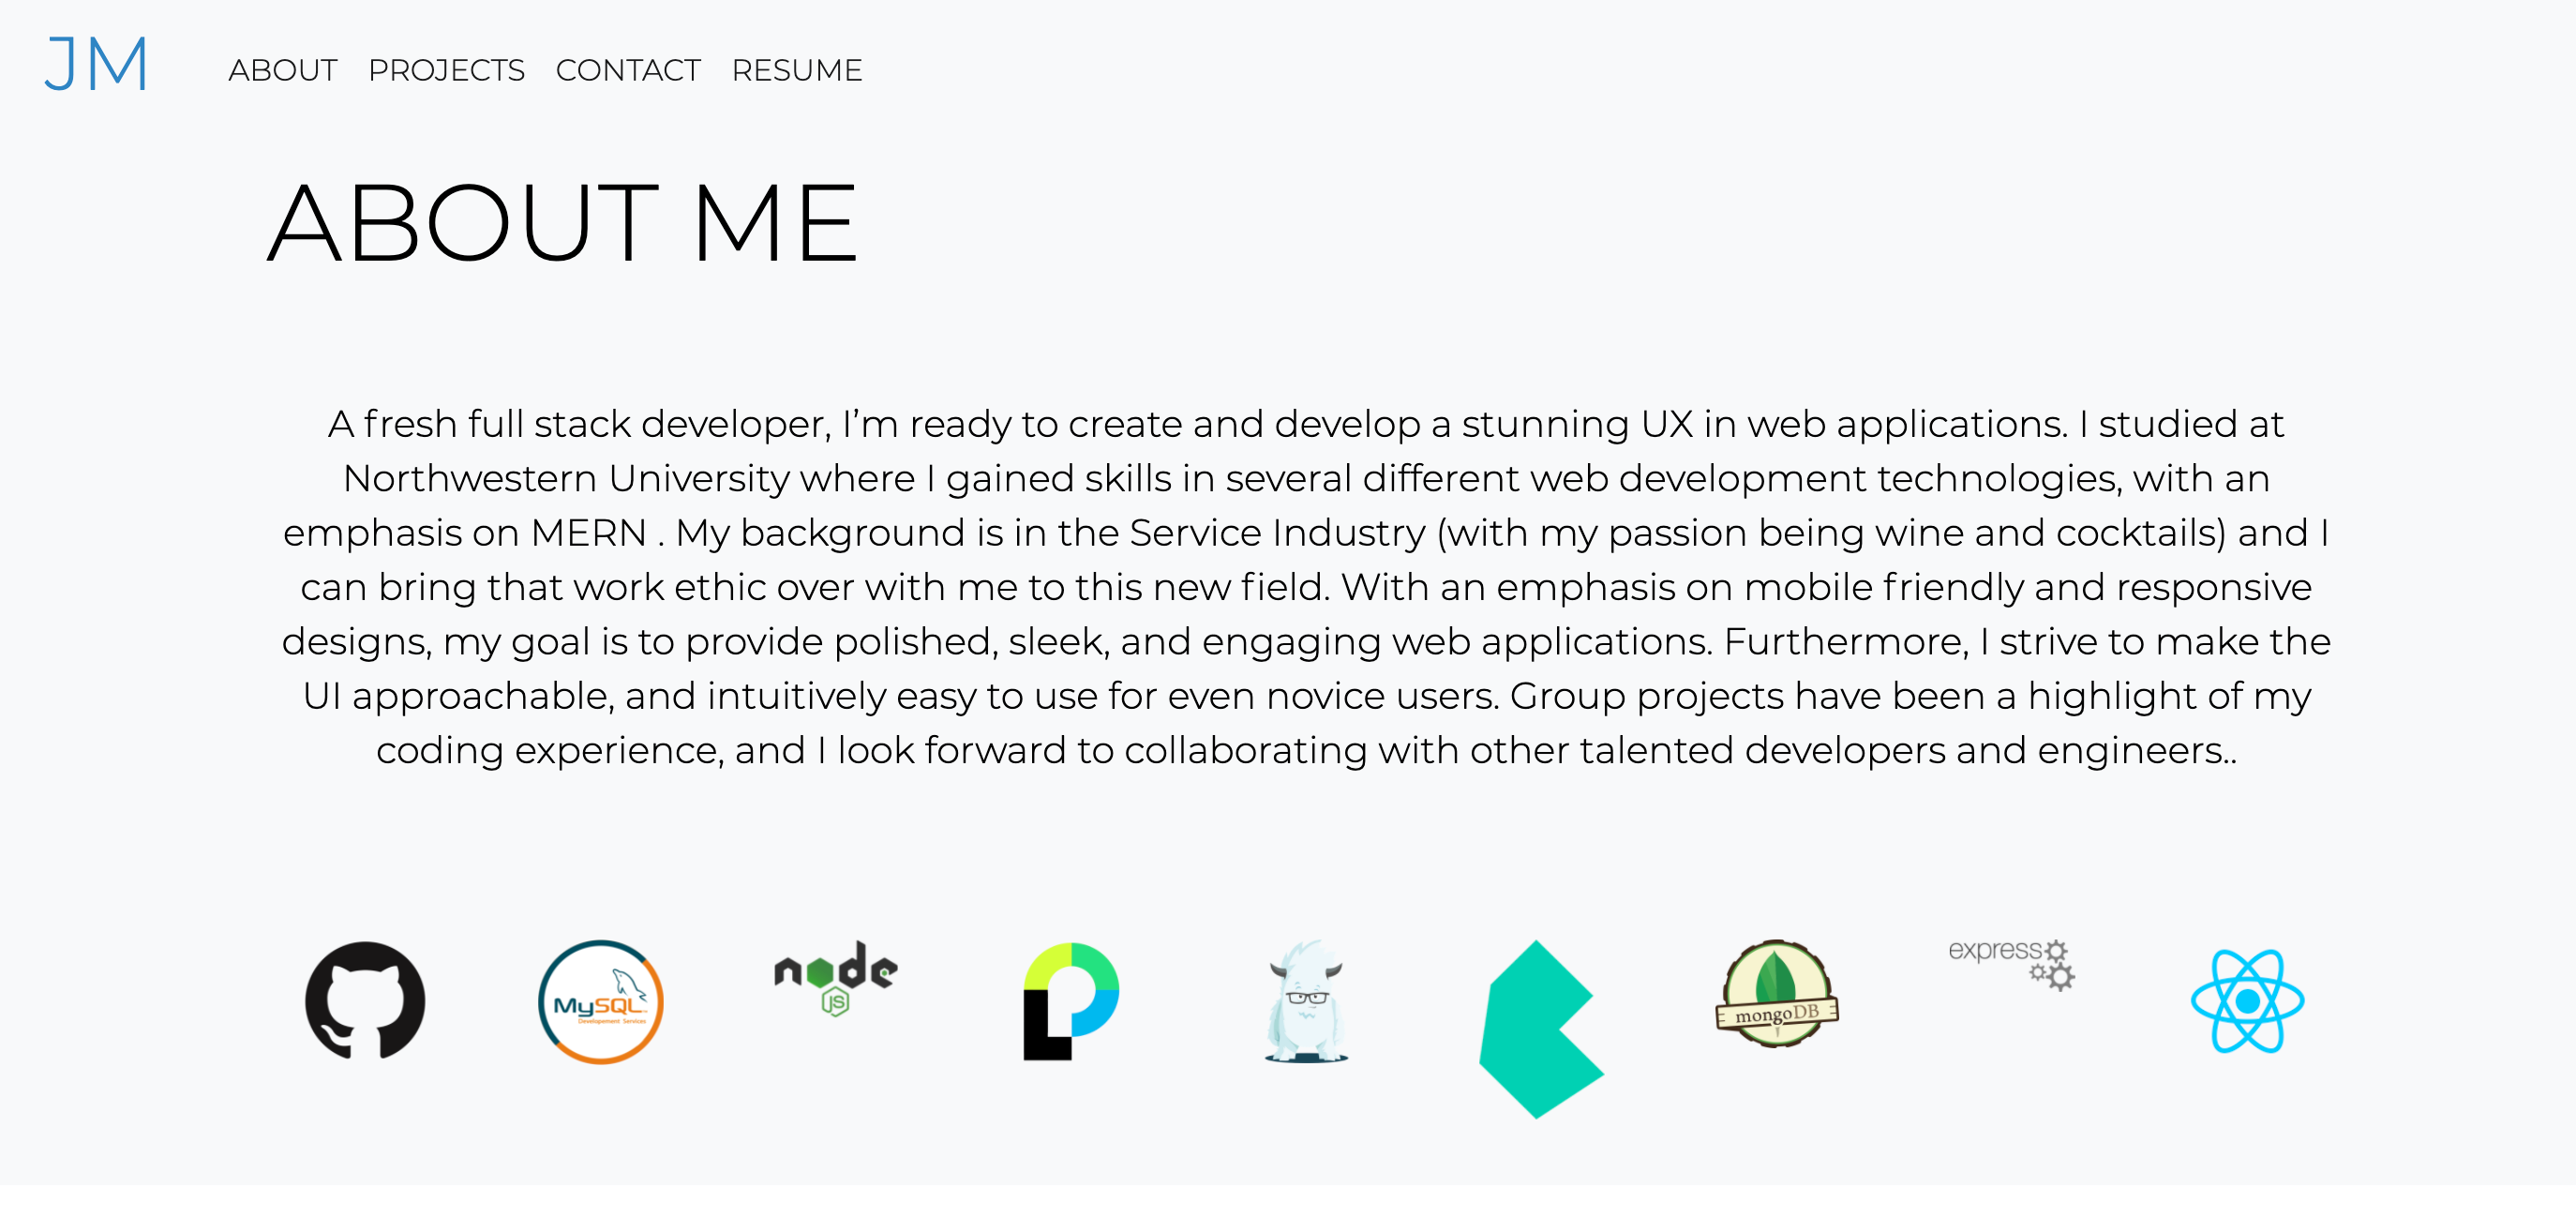 JM ABOUT PROJECTS CONTACT RESUME
ABOUT ME
A fresh full stack developer, I’m ready to create and develop a stunning UX in web applications. I studied at
Northwestern University where I gained skills in several different web development technologies, with an
emphasis on MERN . My background is in the Service Industry (with my passion being wine and cocktails) and I
can bring that work ethic over with me to this new field. With an emphasis on mobile friendly and responsive
designs, my goal is to provide polished, sleek, and engaging web applications. Furthermore, I strive to make the
UI approachable, and intuitively easy to use for even novice users. Group projects have been a highlight of my
coding experience, and I look forward to collaborating with other talented developers and engineers..
MySQL
Developement Services
node
JS
mongoDB
express